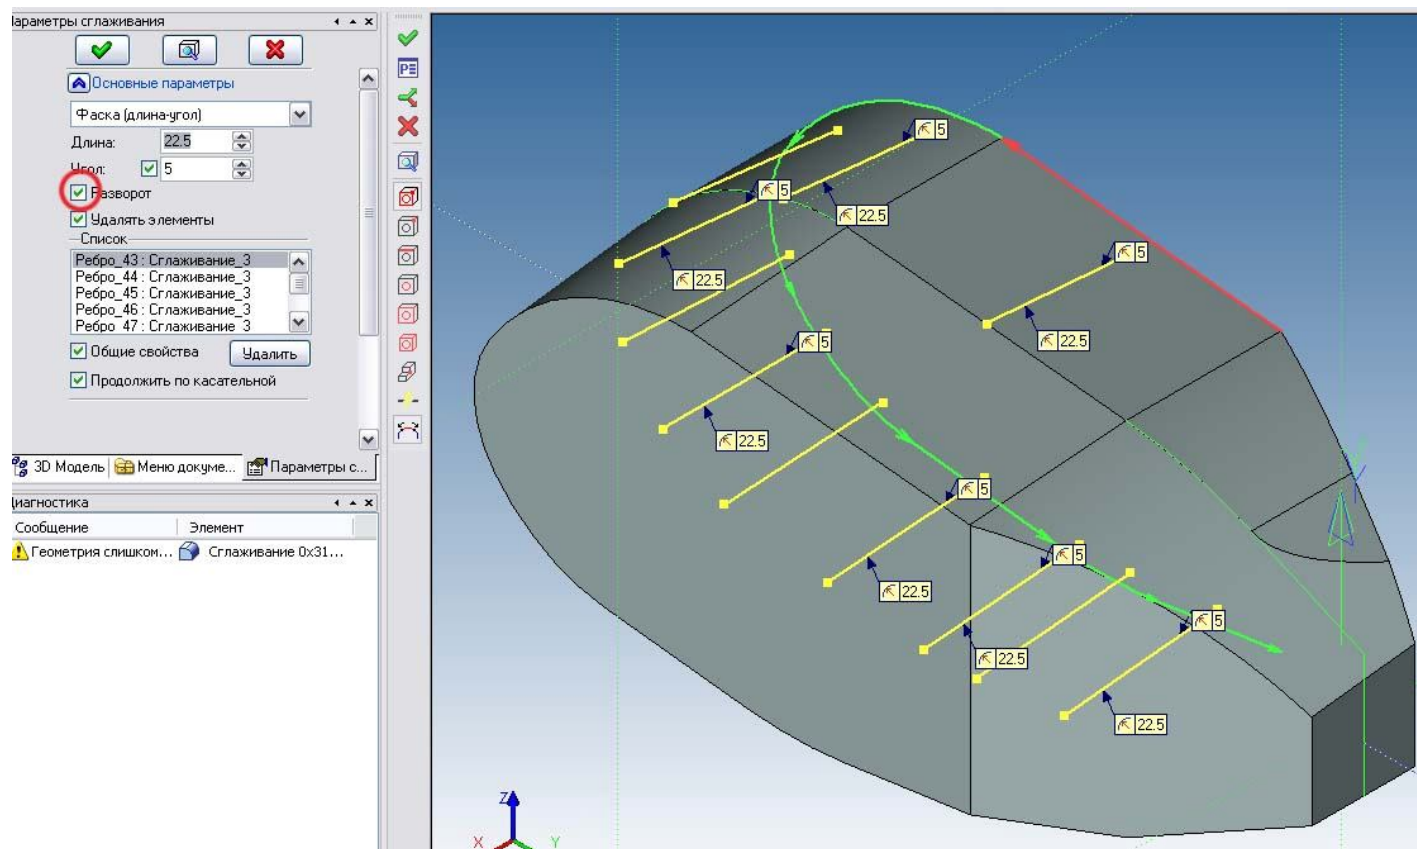 Параметры сглаживания
Основные параметры
Фаска (длина-угол)
Длина: 22.5
Угол: 5
Разворот
Удалять элементы
Список
Ребро_43 : Сглаживание_3
Ребро_44 : Сглаживание_3
Ребро_45 : Сглаживание_3
Ребро_46 : Сглаживание_3
Ребро_47 : Сглаживание_3
Общие свойства Удалить
Продолжить по касательной
3D Модель Меню докуме... Параметры с...
Диагностика
Сообщение Элемент
Геометрия слишком... Сглаживание 0x31...
PE
5
5
22.5
5
22.5
22.5
5
22.5
5
5
22.5
5
22.5
22.5
Z
X Y